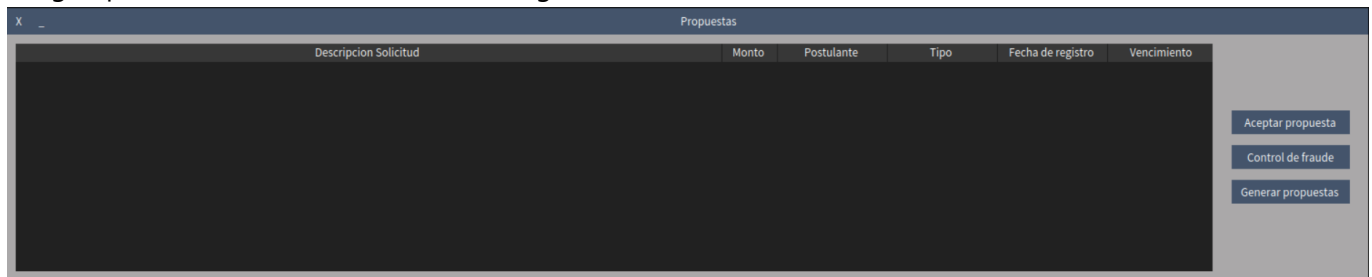 X _ Propuestas
Descripcion Solicitud Monto Postulante Tipo Fecha de registro Vencimiento
Aceptar propuesta
Control de fraude
Generar propuestas